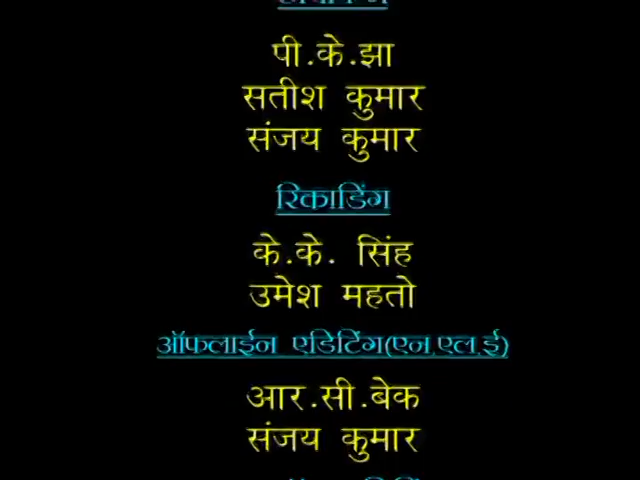 पी.के.झा
सतीश कुमार
संजय कुमार
रिकाडिंग
के.के. सिंह
उमेश महतो
ऑफलाईन एडिटिंग(एन.एल.ई)
आर.सी.बेक
संजय कुमार